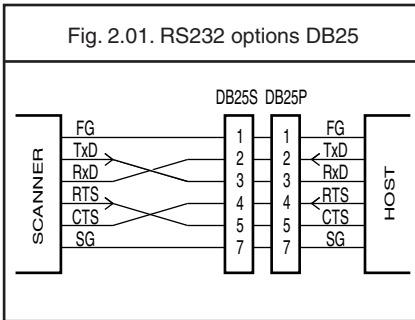 Fig. 2.01. RS232 options DB25
DB25S DB25P
FG 1 1 FG
TxD 2 2 TxD
RxD 3 3 RxD
RTS 4 4 RTS
CTS 5 5 CTS
SG 7 7 SG
SCANNER
HOST